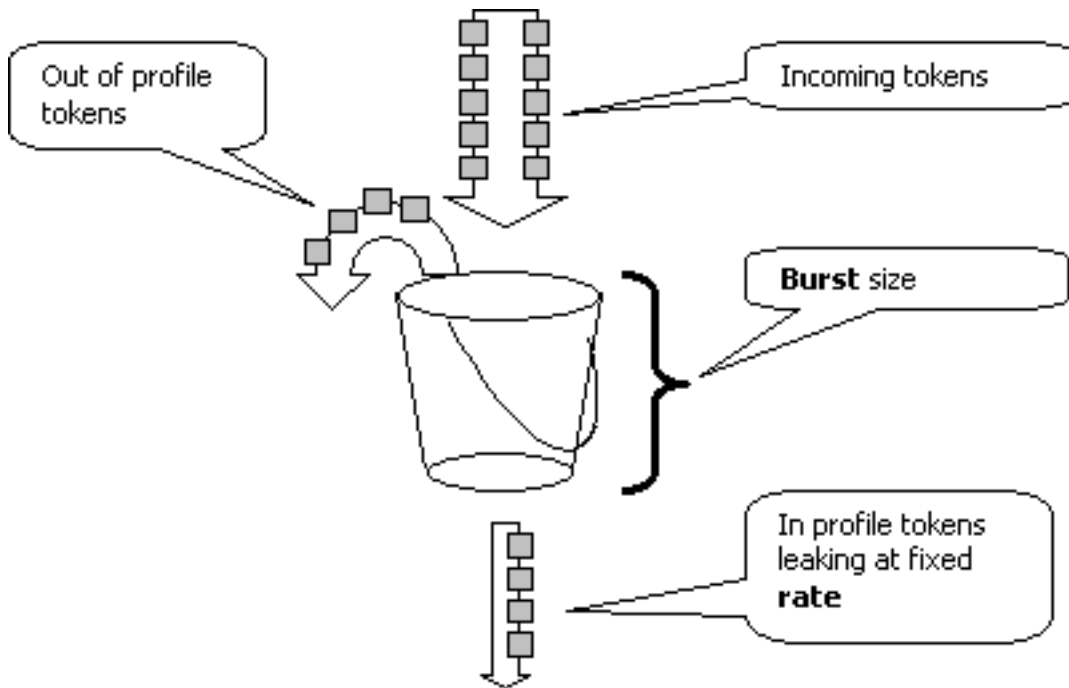 Out of profile
tokens
Incoming tokens
Burst size
In profile tokens
leaking at fixed
rate